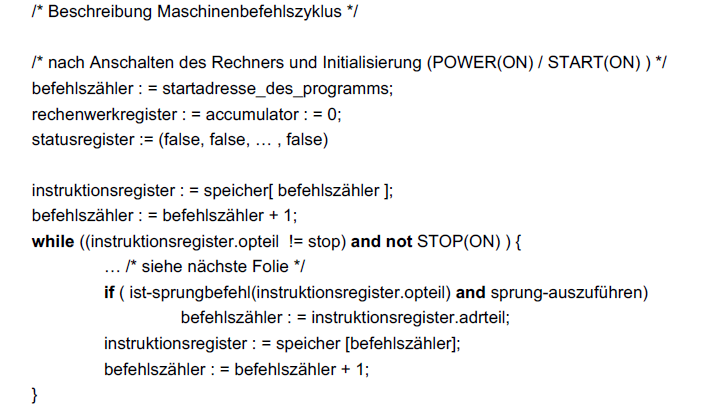 /* Beschreibung Maschinenbefehlszyklus */
/* nach Anschalten des Rechners und Initialisierung (POWER(ON) / START(ON) ) */
befehlszähler : = startadresse_des_programms;
rechenwerkregister : = accumulator : = 0;
statusregister := (false, false, … , false)
instruktionsregister : = speicher[ befehlszähler ];
befehlszähler : = befehlszähler + 1;
while ((instruktionsregister.opteil != stop) and not STOP(ON) ) {
… /* siehe nächste Folie */
if ( ist-sprungbefehl(instruktionsregister.opteil) and sprung-auszuführen)
befehlszähler : = instruktionsregister.adrteil;
instruktionsregister : = speicher [befehlszähler];
befehlszähler : = befehlszähler + 1;
}